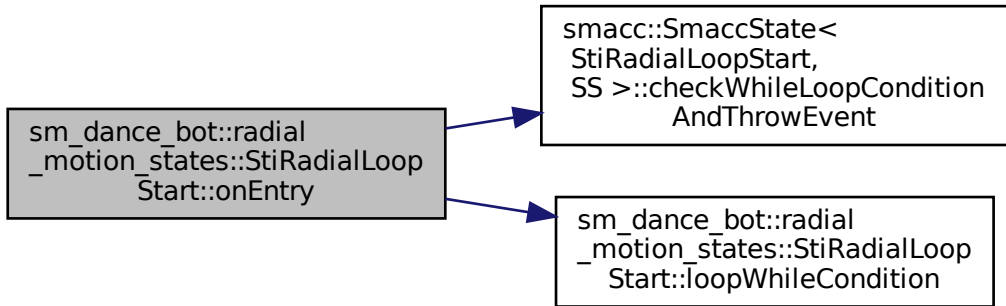 sm_dance_bot::radial
_motion_states::StiRadialLoop
Start::onEntry
smacc::SmaccState<
StiRadialLoopStart,
SS >::checkWhileLoopCondition
AndThrowEvent
sm_dance_bot::radial
_motion_states::StiRadialLoop
Start::loopWhileCondition